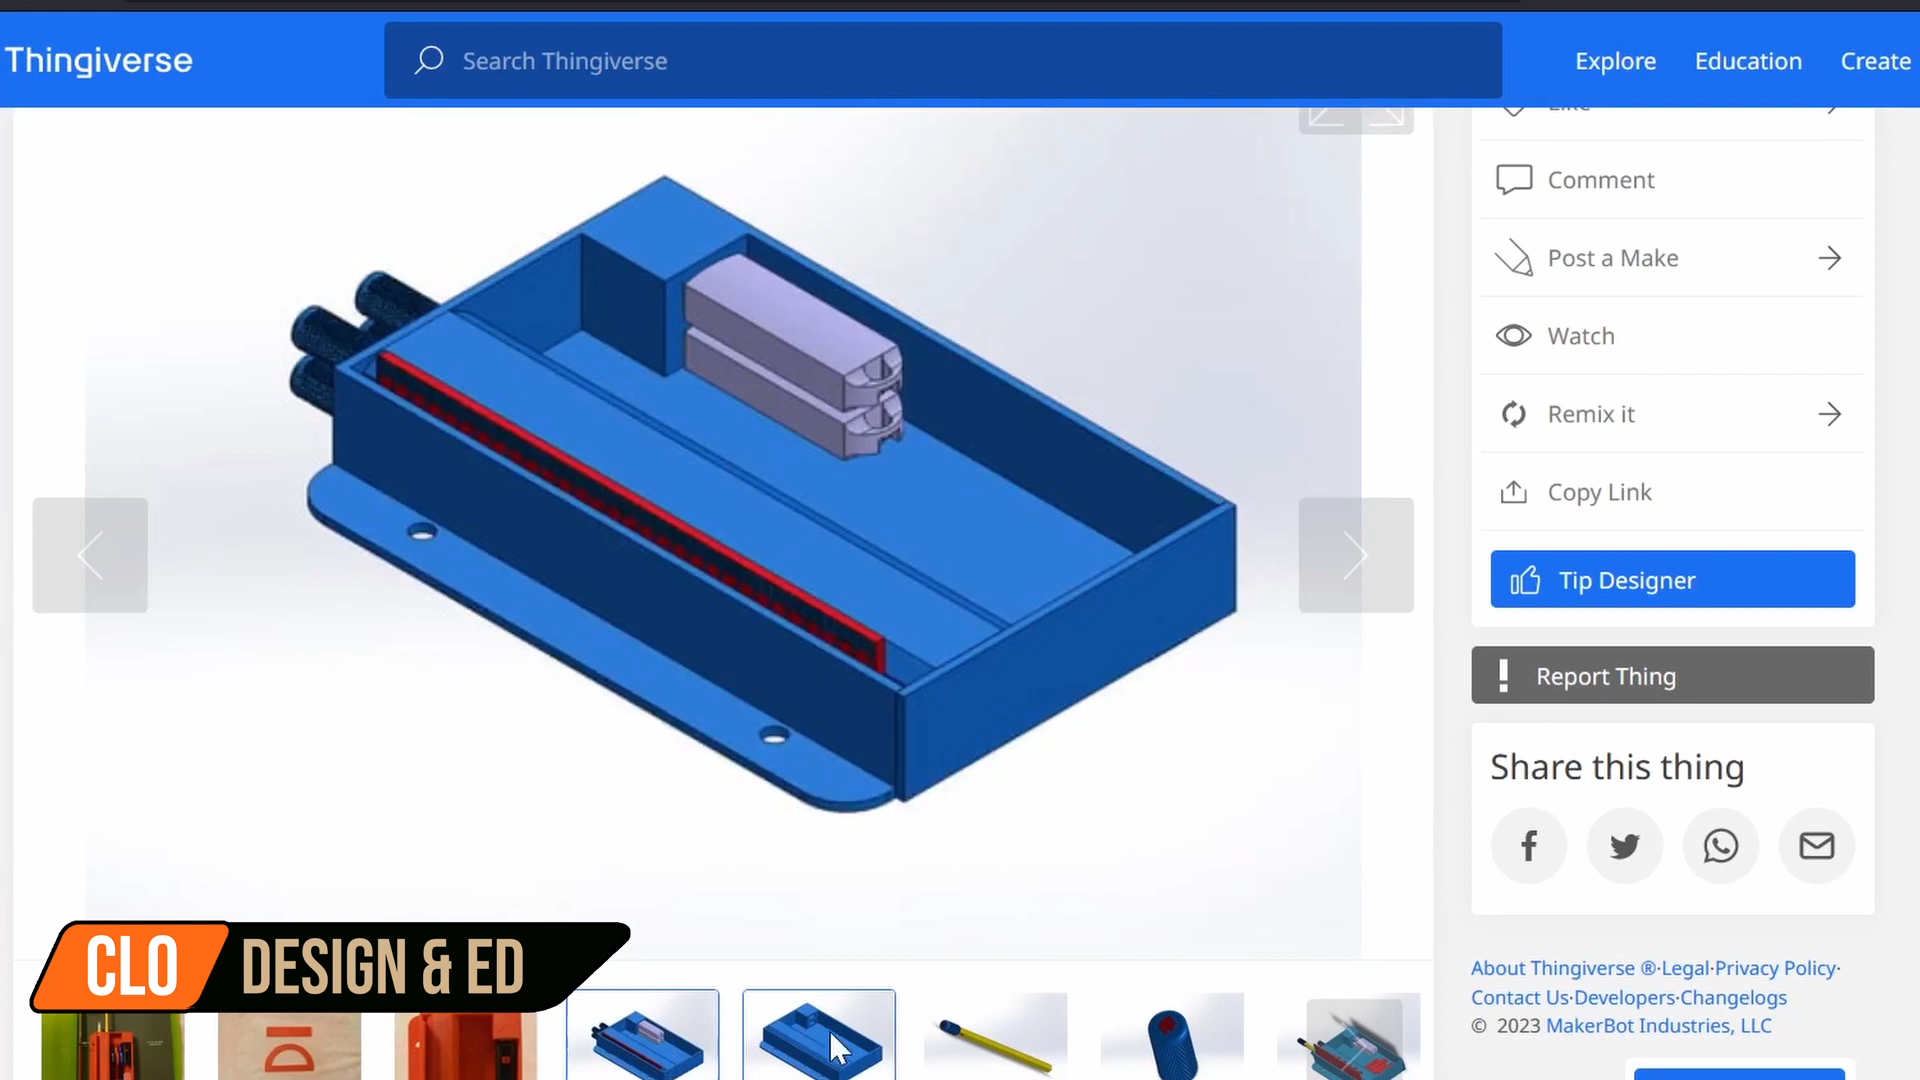 Thingiverse
Search Thingiverse
Explore
Education
Create
Comment
Post a Make
Watch
Remix it
Copy Link
Tip Designer
Report Thing
Share this thing
About Thingiverse ®·Legal·Privacy Policy·
Contact Us·Developers·Changelogs
© 2023 MakerBot Industries, LLC
CLO DESIGN & ED